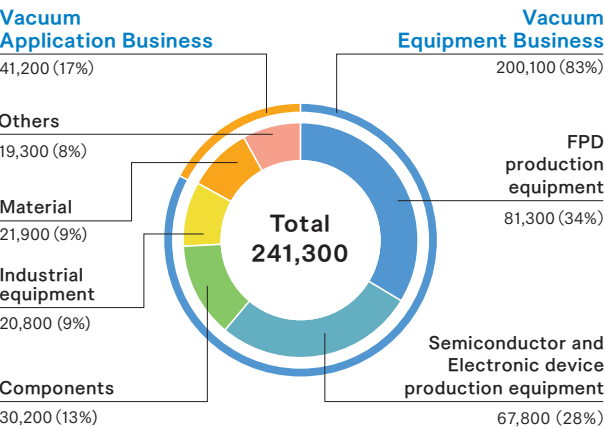 Vacuum
Application Business
41,200 (17%)
Others
19,300 (8%)
Material
21,900 (9%)
Industrial
equipment
20,800 (9%)
Components
30,200 (13%)
Total
241,300
Vacuum
Equipment Business
200,100 (83%)
FPD
production
equipment
81,300 (34%)
Semiconductor and
Electronic device
production equipment
67,800 (28%)